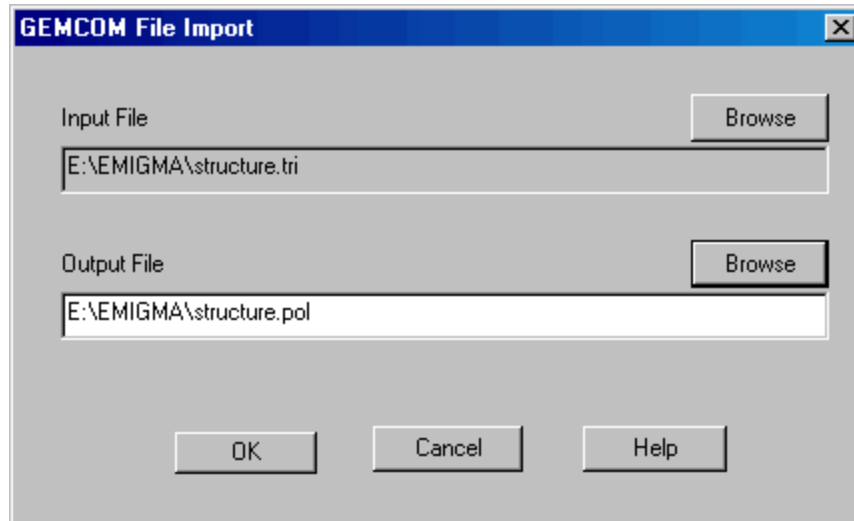 GEMCOM File Import
Input File
Browse
E:\EMIGMA\structure.tri
Output File
Browse
E:\EMIGMA\structure.pol
OK
Cancel
Help